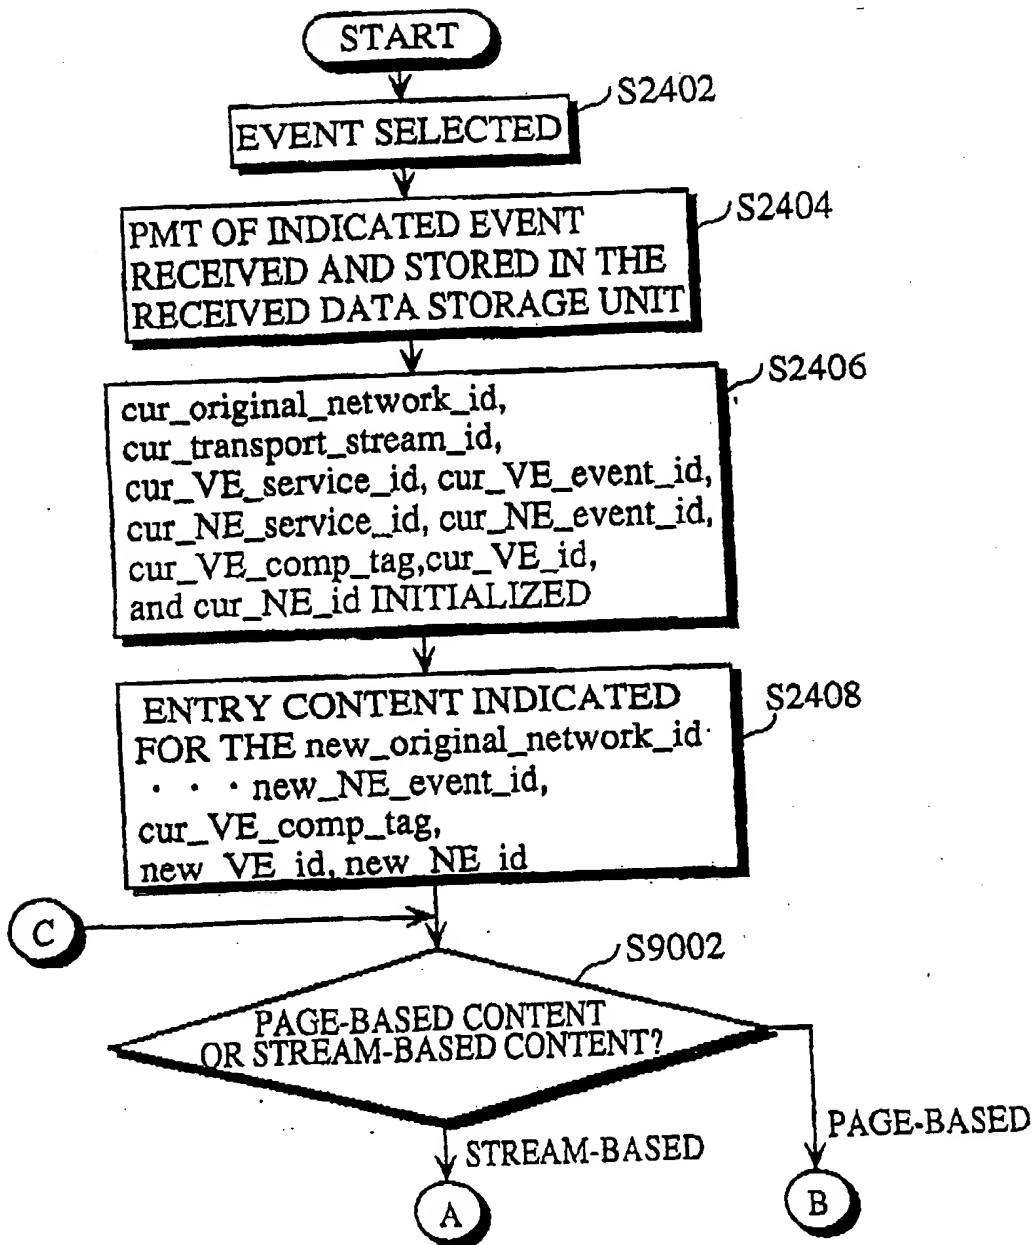 START
S2402
EVENT SELECTED
S2404
PMT OF INDICATED EVENT
RECEIVED AND STORED IN THE
RECEIVED DATA STORAGE UNIT
S2406
cur_original_network_id,
cur_transport_stream_id,
cur_VE_service_id, cur_VE_event_id,
cur_NE_service_id, cur_NE_event_id,
cur_VE_comp_tag,cur_VE_id,
and cur_NE_id INITIALIZED
S2408
ENTRY CONTENT INDICATED
FOR THE new_original_network_id
· · · new_NE_event_id,
cur_VE_comp_tag,
new_VE_id, new_NE_id
C
S9002
PAGE-BASED CONTENT
OR STREAM-BASED CONTENT?
PAGE-BASED
STREAM-BASED
A
B